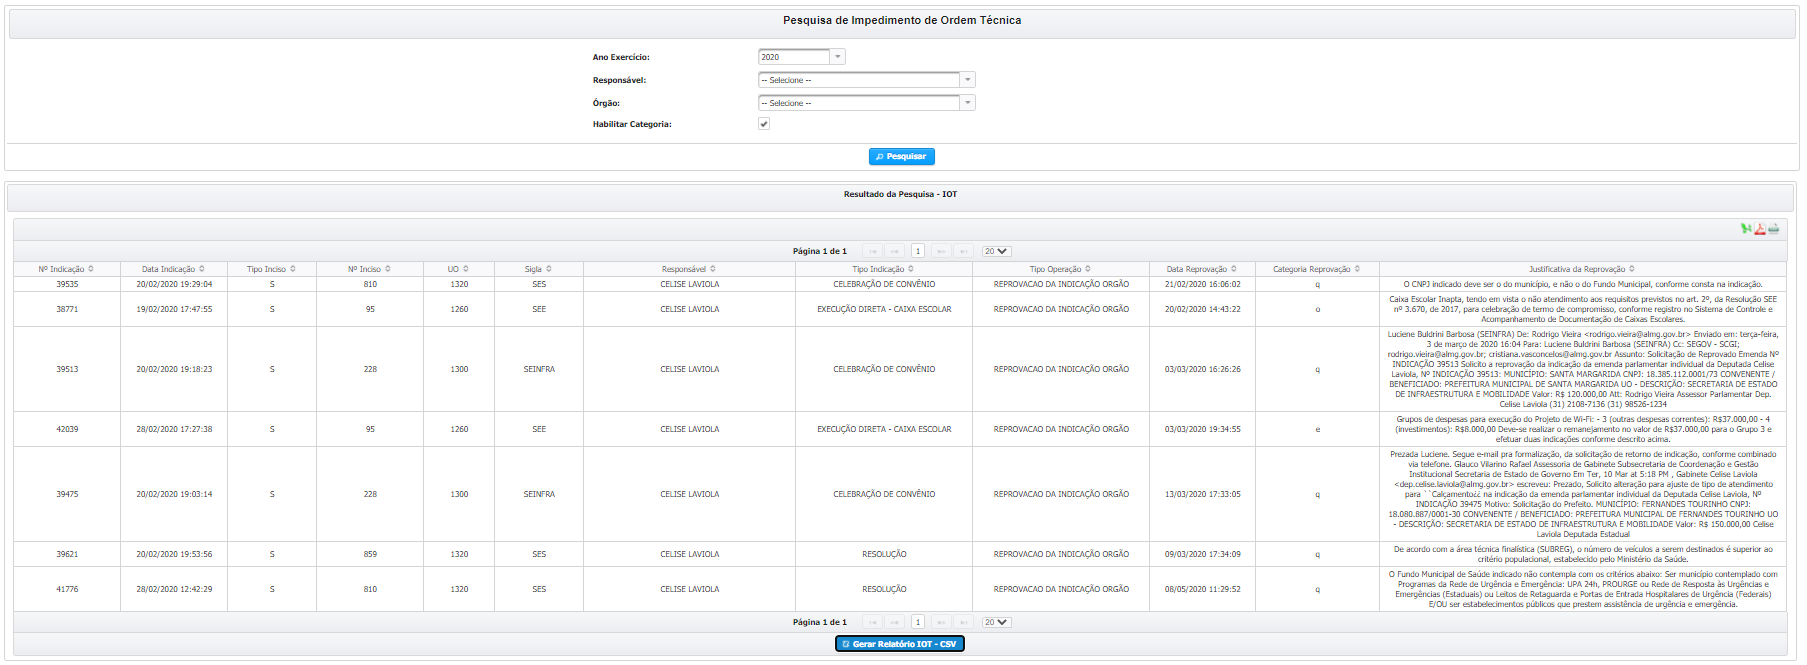 Pesquisa de Impedimento de Ordem Técnica
Ano Exercício: 2020
Responsável: -- Selecione --
Órgão: -- Selecione --
Habilitar Categoria:
Pesquisar
Resultado da Pesquisa - IOT
Página 1 de 1 1 20
Nº Indicação Data Indicação Tipo Inciso Nº Inciso UO Sigla Responsável Tipo Indicação Tipo Operação Data Reprovação Categoria Reprovação Justificativa da Reprovação
39535 20/02/2020 19:29:04 S 810 1320 SES CELISE LAVIOLA CELEBRAÇÃO DE CONVÊNIO REPROVACAO DA INDICAÇÃO ORGÃO 21/02/2020 16:06:02 q O CNPJ indicado deve ser o do município, e não o do Fundo Municipal, conforme consta na indicação.
38771 19/02/2020 17:47:55 S 95 1260 SEE CELISE LAVIOLA EXECUÇÃO DIRETA - CAIXA ESCOLAR REPROVACAO DA INDICAÇÃO ORGÃO 20/02/2020 14:43:22 o Caixa Escolar Inapta, tendo em vista o não atendimento aos requisitos previstos no art. 2º, da Resolução SEE
nº 3.670, de 2017, para celebração de termo de compromisso, conforme registro no Sistema de Controle e
Acompanhamento de Documentação de Caixas Escolares.
39513 20/02/2020 19:18:23 S 228 1300 SEINFRA CELISE LAVIOLA CELEBRAÇÃO DE CONVÊNIO REPROVACAO DA INDICAÇÃO ORGÃO 03/03/2020 16:26:26 q Luciene Buldrini Barbosa (SEINFRA) De: Rodrigo Vieira <rodrigo.vieira@almg.gov.br> Enviado em: terça-feira,
3 de março de 2020 16:04 Para: Luciene Buldrini Barbosa (SEINFRA) Cc: SEGOV - SCGI;
rodrigo.vieira@almg.gov.br; cristiana.vasconcelos@almg.gov.br Assunto: Solicitação de Reprovado Emenda Nº
INDICAÇÃO 39513 Solicito a reprovação da indicação da emenda parlamentar individual da Deputada Celise
Laviola, Nº INDICAÇÃO 39513: MUNICÍPIO: SANTA MARGARIDA CNPJ: 18.385.112.0001/73 CONVENENTE /
BENEFICIADO: PREFEITURA MUNICIPAL DE SANTA MARGARIDA UO - DESCRIÇÃO: SECRETARIA DE ESTADO
DE INFRAESTRUTURA E MOBILIDADE Valor: R$ 120.000,00 Att: Rodrigo Vieira Assessor Parlamentar Dep.
Celise Laviola (31) 2108-7136 (31) 98526-1234
42039 28/02/2020 17:27:38 S 95 1260 SEE CELISE LAVIOLA EXECUÇÃO DIRETA - CAIXA ESCOLAR REPROVACAO DA INDICAÇÃO ORGÃO 03/03/2020 19:34:55 e Grupos de despesas para execução do Projeto de Wi-Fi: - 3 (outras despesas correntes): R$37.000,00 - 4
(investimentos): R$8.000,00 Deve-se realizar o remanejamento no valor de R$37.000,00 para o Grupo 3 e
efetuar duas indicações conforme descrito acima.
39475 20/02/2020 19:03:14 S 228 1300 SEINFRA CELISE LAVIOLA CELEBRAÇÃO DE CONVÊNIO REPROVACAO DA INDICAÇÃO ORGÃO 13/03/2020 17:33:05 q Prezada Luciene. Segue e-mail pra formalização, da solicitação de retorno de indicação, conforme combinado
via telefone. Glauco Vilarino Rafael Assessoria de Gabinete Subsecretaria de Coordenação e Gestão
Institucional Secretaria de Estado de Governo Em Ter, 10 Mar at 5:18 PM , Gabinete Celise Laviola
<dep.celise.laviola@almg.gov.br> escreveu: Prezado, Solicito alteração para ajuste de tipo de atendimento
para ``Calçamento¿¿ na indicação da emenda parlamentar individual da Deputada Celise Laviola, Nº
INDICAÇÃO 39475 Motivo: Solicitação do Prefeito. MUNICÍPIO: FERNANDES TOURINHO CNPJ:
18.080.887/0001-30 CONVENENTE / BENEFICIADO: PREFEITURA MUNICIPAL DE FERNANDES TOURINHO UO
- DESCRIÇÃO: SECRETARIA DE ESTADO DE INFRAESTRUTURA E MOBILIDADE Valor: R$ 150.000,00 Celise
Laviola Deputada Estadual
39621 20/02/2020 19:53:56 S 859 1320 SES CELISE LAVIOLA RESOLUÇÃO REPROVACAO DA INDICAÇÃO ORGÃO 09/03/2020 17:34:09 q De acordo com a área técnica finalística (SUBREG), o número de veículos a serem destinados é superior ao
critério populacional, estabelecido pelo Ministério da Saúde.
41776 28/02/2020 12:42:29 S 810 1320 SES CELISE LAVIOLA RESOLUÇÃO REPROVACAO DA INDICAÇÃO ORGÃO 08/05/2020 11:29:52 q O Fundo Municipal de Saúde indicado não contempla com os critérios abaixo: Ser município contemplado com
Programas da Rede de Urgência e Emergência: UPA 24h, PROURGE ou Rede de Resposta às Urgências e
Emergências (Estaduais) ou Leitos de Retaguarda e Portas de Entrada Hospitalares de Urgência (Federais)
E/OU ser estabelecimentos públicos que prestem assistência de urgência e emergência.
Página 1 de 1 1 20
Gerar Relatório IOT - CSV